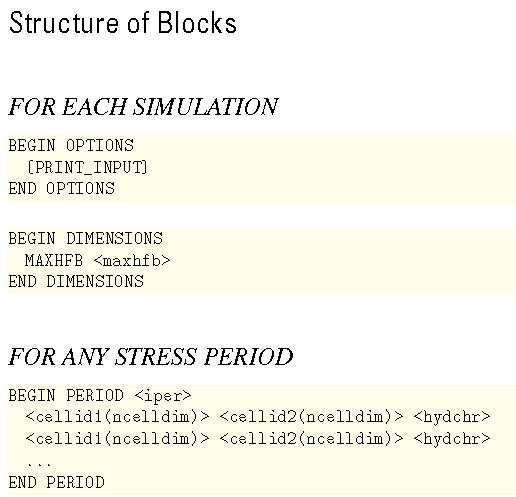 Structure of Blocks
FOR EACH SIMULATION
BEGIN OPTIONS
[PRINT_INPUT]
END OPTIONS
BEGIN DIMENSIONS
MAXHFB <maxhfb>
END DIMENSIONS
FOR ANY STRESS PERIOD
BEGIN PERIOD <iper>
<cellid1(ncelldim)> <cellid2(ncelldim)> <hydchr>
<cellid1(ncelldim)> <cellid2(ncelldim)> <hydchr>
...
END PERIOD